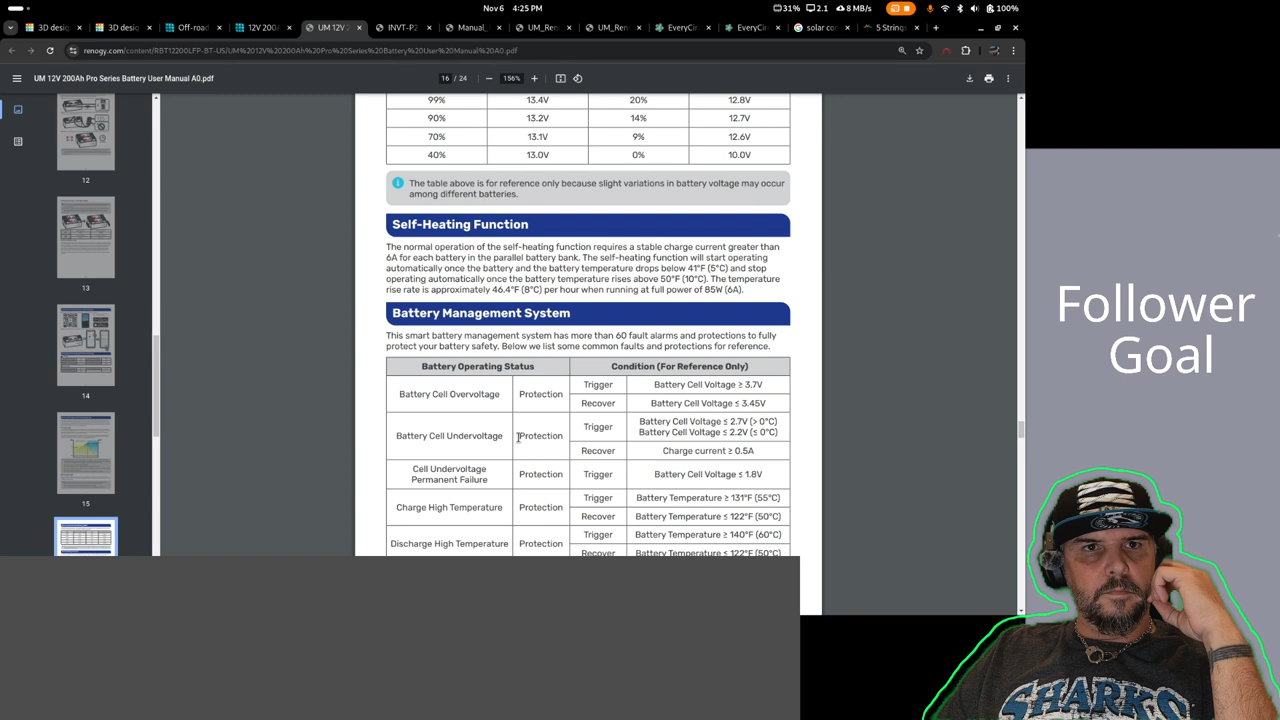 Nov 6 4:25 PM
31% 2.1 8 MB/s 100%
3D design 3D design Off-road 12V 200 UM 12V INVT-P2 Manual_ UM_Ren UM_Ren EveryCir EveryCir solar co 5 Strings
renogy.com/content/RBT12200LFP-BT-US/UM%2012V%20200Ah%20Pro%20Series%20Battery%20User%20Manual%20A0.pdf
UM 12V 200Ah Pro Series Battery User Manual A0.pdf
16 / 24
156%
12
13
14
15
99% 13.4V 20% 12.8V
90% 13.2V 14% 12.7V
70% 13.1V 9% 12.6V
40% 13.0V 0% 10.0V
The table above is for reference only because slight variations in battery voltage may occur
among different batteries.
Self-Heating Function
The normal operation of the self-heating function requires a stable charge current greater than
6A for each battery in the parallel battery bank. The self-heating function will start operating
automatically once the battery and the battery temperature drops below 41°F (5°C) and stop
operating automatically once the battery temperature rises above 50°F (10°C). The temperature
rise rate is approximately 46.4°F (8°C) per hour when running at full power of 85W (6A).
Battery Management System
This smart battery management system has more than 60 fault alarms and protections to fully
protect your battery safety. Below we list some common faults and protections for reference.
Battery Operating Status Condition (For Reference Only)
Battery Cell Overvoltage Protection Trigger Battery Cell Voltage ≥ 3.7V
Recover Battery Cell Voltage ≤ 3.45V
Battery Cell Undervoltage Protection Trigger Battery Cell Voltage ≤ 2.7V (> 0°C)
Battery Cell Voltage ≤ 2.2V (≤ 0°C)
Recover Charge current ≥ 0.5A
Cell Undervoltage
Permanent Failure Protection Trigger Battery Cell Voltage ≤ 1.8V
Charge High Temperature Protection Trigger Battery Temperature ≥ 131°F (55°C)
Recover Battery Temperature ≤ 122°F (50°C)
Discharge High Temperature Protection Trigger Battery Temperature ≥ 140°F (60°C)
Recover Battery Temperature ≤ 122°F (50°C)
Follower
Goal
SHARKS